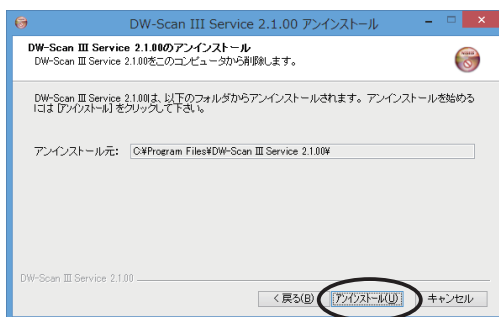 DW-Scan Ⅲ Service 2.1.00 アンインストール
DW-Scan Ⅲ Service 2.1.00のアンインストール
DW-Scan Ⅲ Service 2.1.00をこのコンピュータから削除します。
DW-Scan Ⅲ Service 2.1.00は、以下のフォルダからアンインストールされます。アンインストールを始める
には [アンインストール] をクリックして下さい。
アンインストール元: C:¥Program Files¥DW-Scan Ⅲ Service 2.1.00¥
DW-Scan Ⅲ Service 2.1.00
< 戻る(B) アンインストール(U) キャンセル